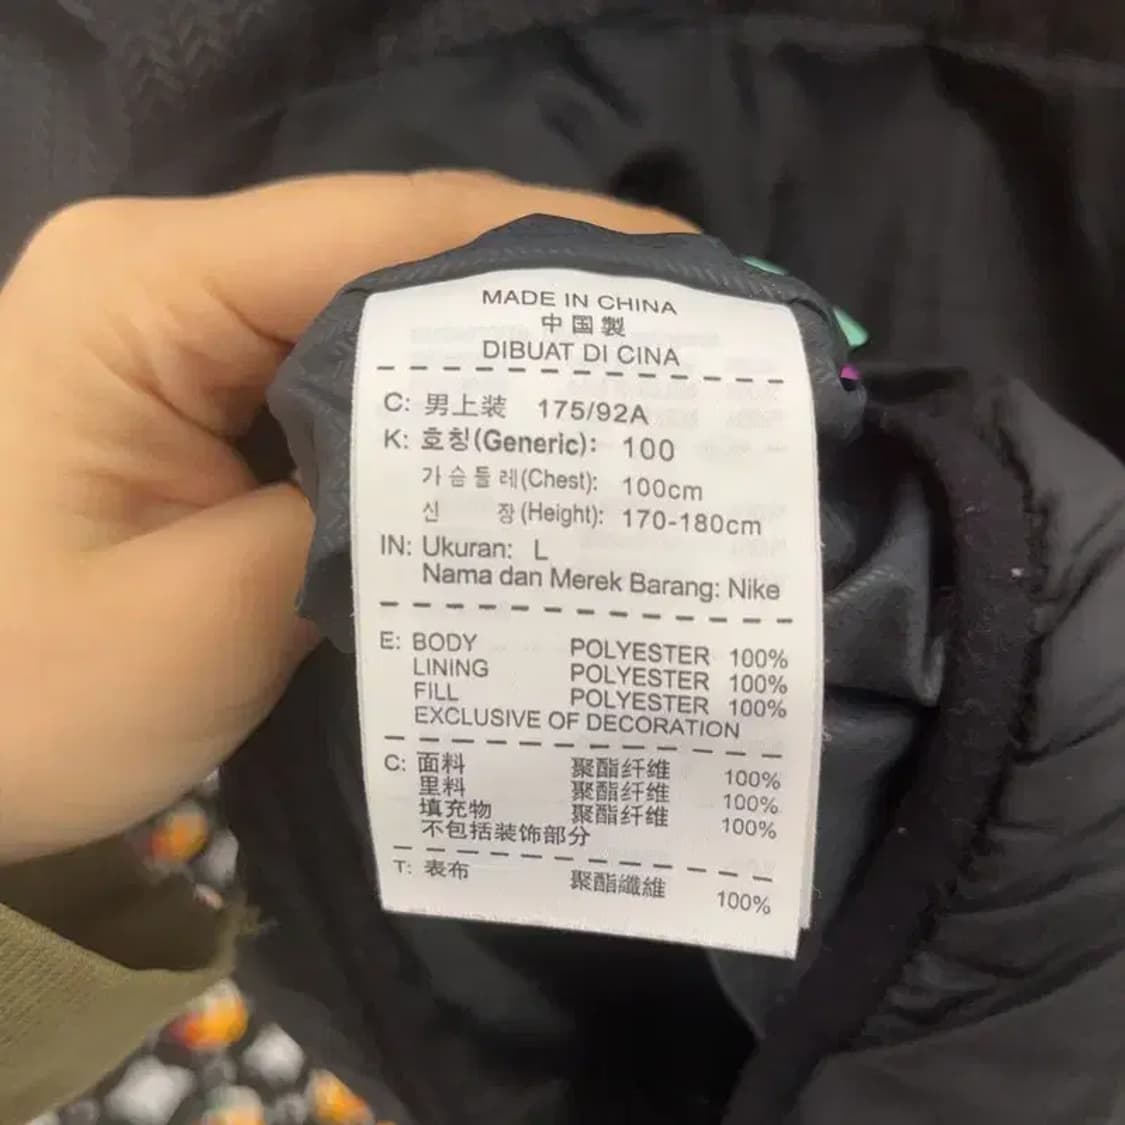 MADE IN CHINA
中国製
DIBUAT DI CINA
C: 男上装 175/92A
K: 호칭(Generic): 100
가슴둘레(Chest): 100cm
신 장(Height): 170-180cm
IN: Ukuran: L
Nama dan Merek Barang: Nike
E: BODY POLYESTER 100%
LINING POLYESTER 100%
FILL POLYESTER 100%
EXCLUSIVE OF DECORATION
C: 面料 聚酯纤维 100%
里料 聚酯纤维 100%
填充物 聚酯纤维 100%
不包括装饰部分
T: 表布 聚酯纖維 100%